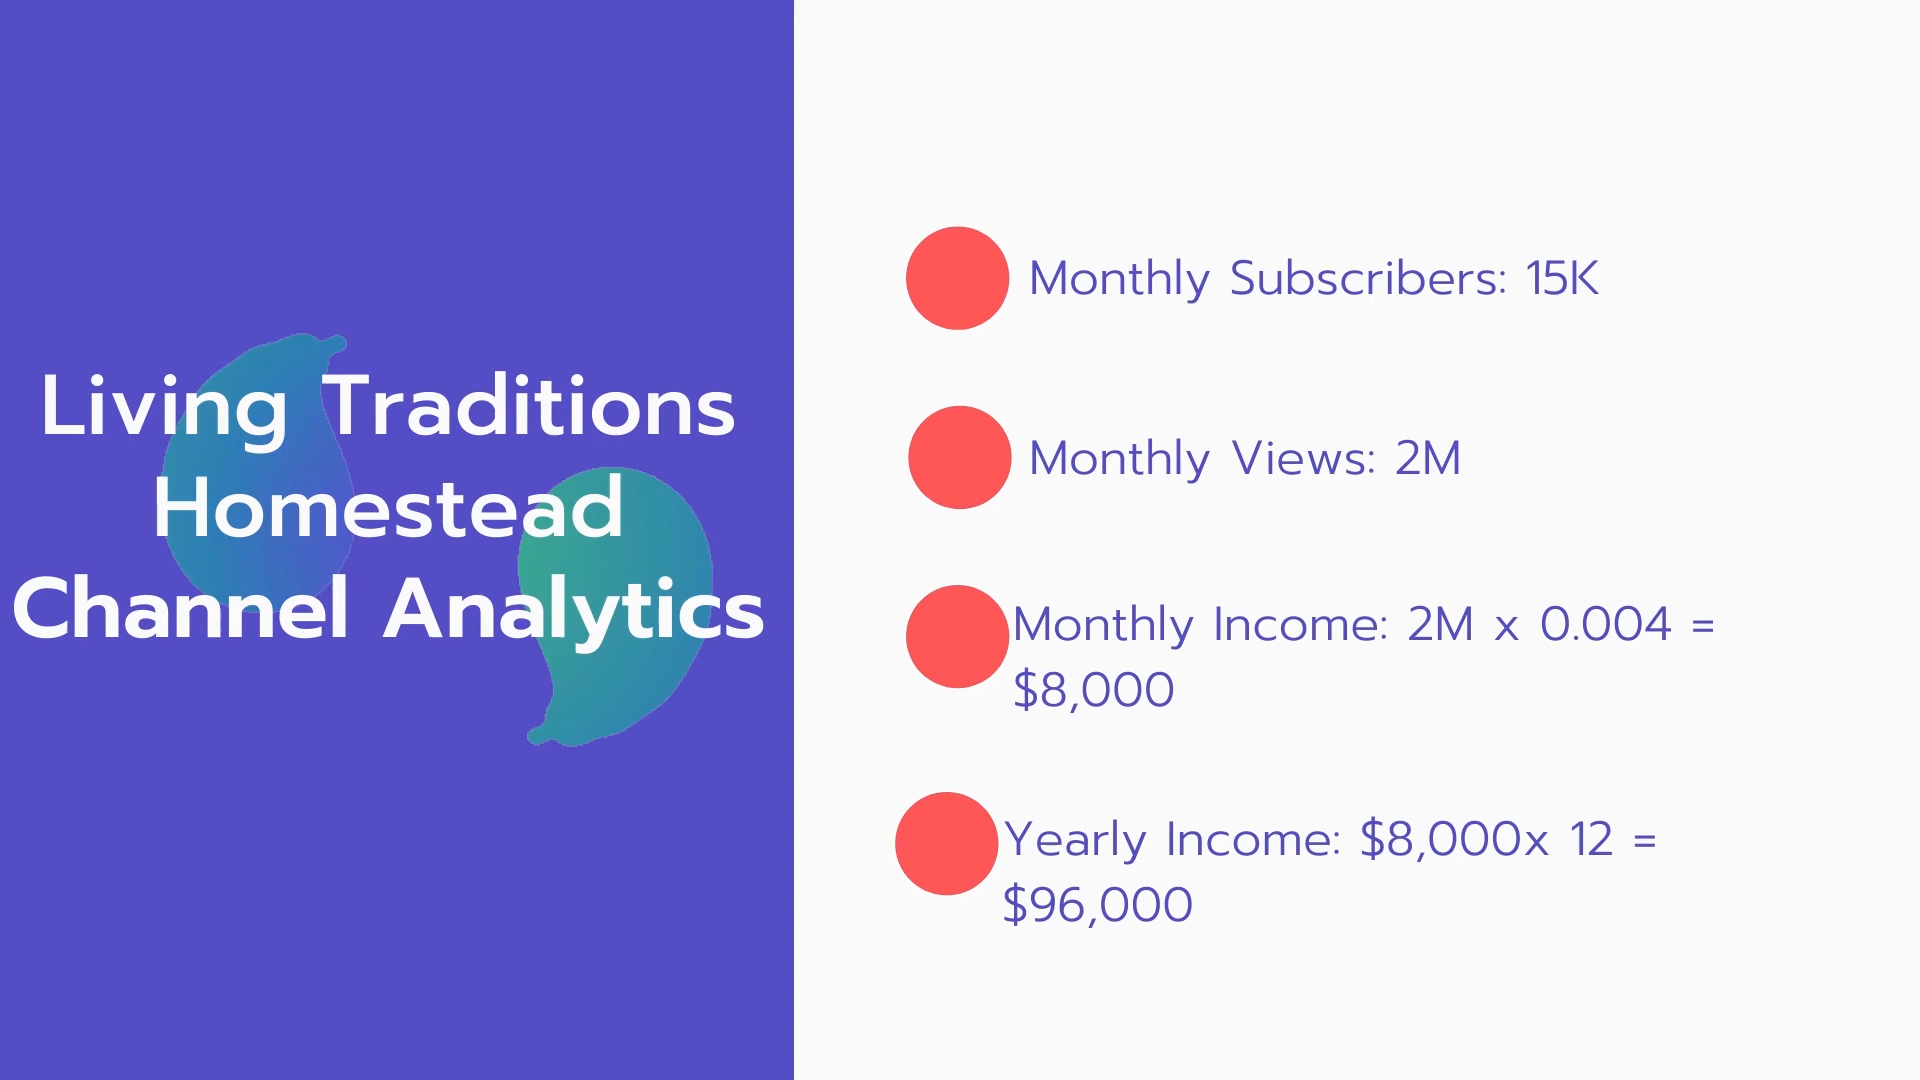 Living Traditions
Homestead
Channel Analytics
Monthly Subscribers: 15K
Monthly Views: 2M
Monthly Income: 2M x 0.004 =
$8,000
Yearly Income: $8,000x 12 =
$96,000